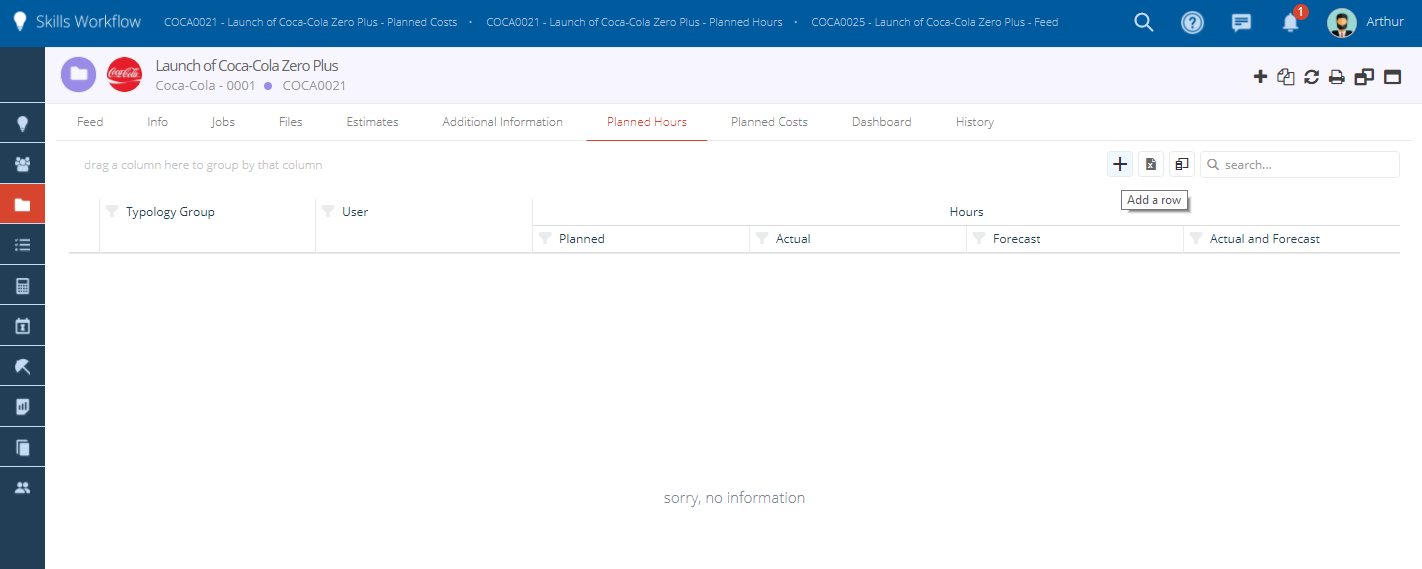 Skills Workflow COCA0021 - Launch of Coca-Cola Zero Plus - Planned Costs • COCA0021 - Launch of Coca-Cola Zero Plus - Planned Hours • COCA0025 - Launch of Coca-Cola Zero Plus - Feed 1 Arthur
Coca-Cola Launch of Coca-Cola Zero Plus
Coca-Cola - 0001 ● COCA0021
Feed Info Jobs Files Estimates Additional Information Planned Hours Planned Costs Dashboard History
drag a column here to group by that column search...
Add a row
Typology Group User Hours
Planned Actual Forecast Actual and Forecast
sorry, no information